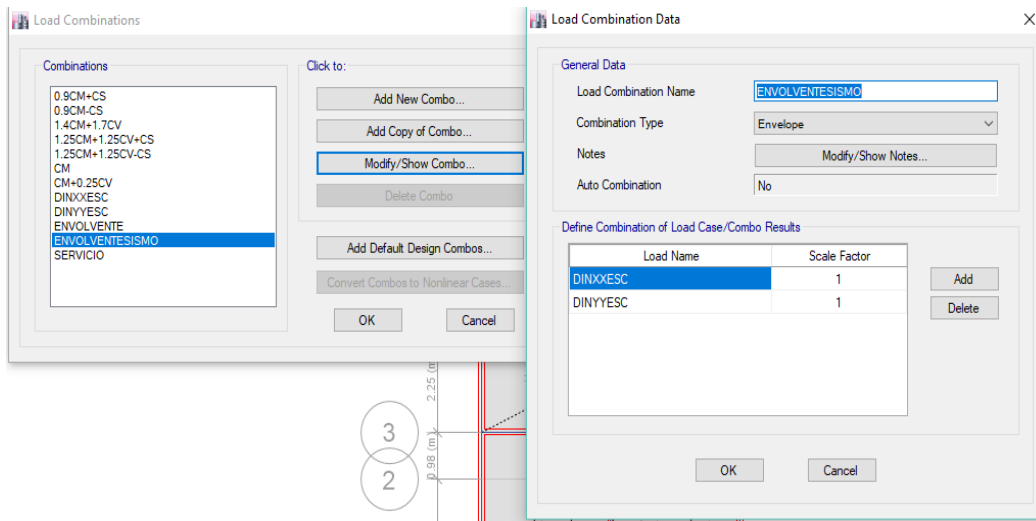 Load Combinations
Combinations
0.9CM+CS
0.9CM-CS
1.4CM+1.7CV
1.25CM+1.25CV+CS
1.25CM+1.25CV-CS
CM
CM+0.25CV
DINXXESC
DINYYESC
ENVOLVENTE
ENVOLVENTESISMO
SERVICIO
Click to:
Add New Combo...
Add Copy of Combo...
Modify/Show Combo...
Delete Combo
Add Default Design Combos...
Convert Combos to Nonlinear Cases...
OK Cancel
2.25 (m
3
0.98 (m)
2
Load Combination Data
General Data
Load Combination Name ENVOLVENTESISMO
Combination Type Envelope
Notes Modify/Show Notes...
Auto Combination No
Define Combination of Load Case/Combo Results
Load Name Scale Factor
DINXXESC 1
DINYYESC 1
Add
Delete
OK Cancel